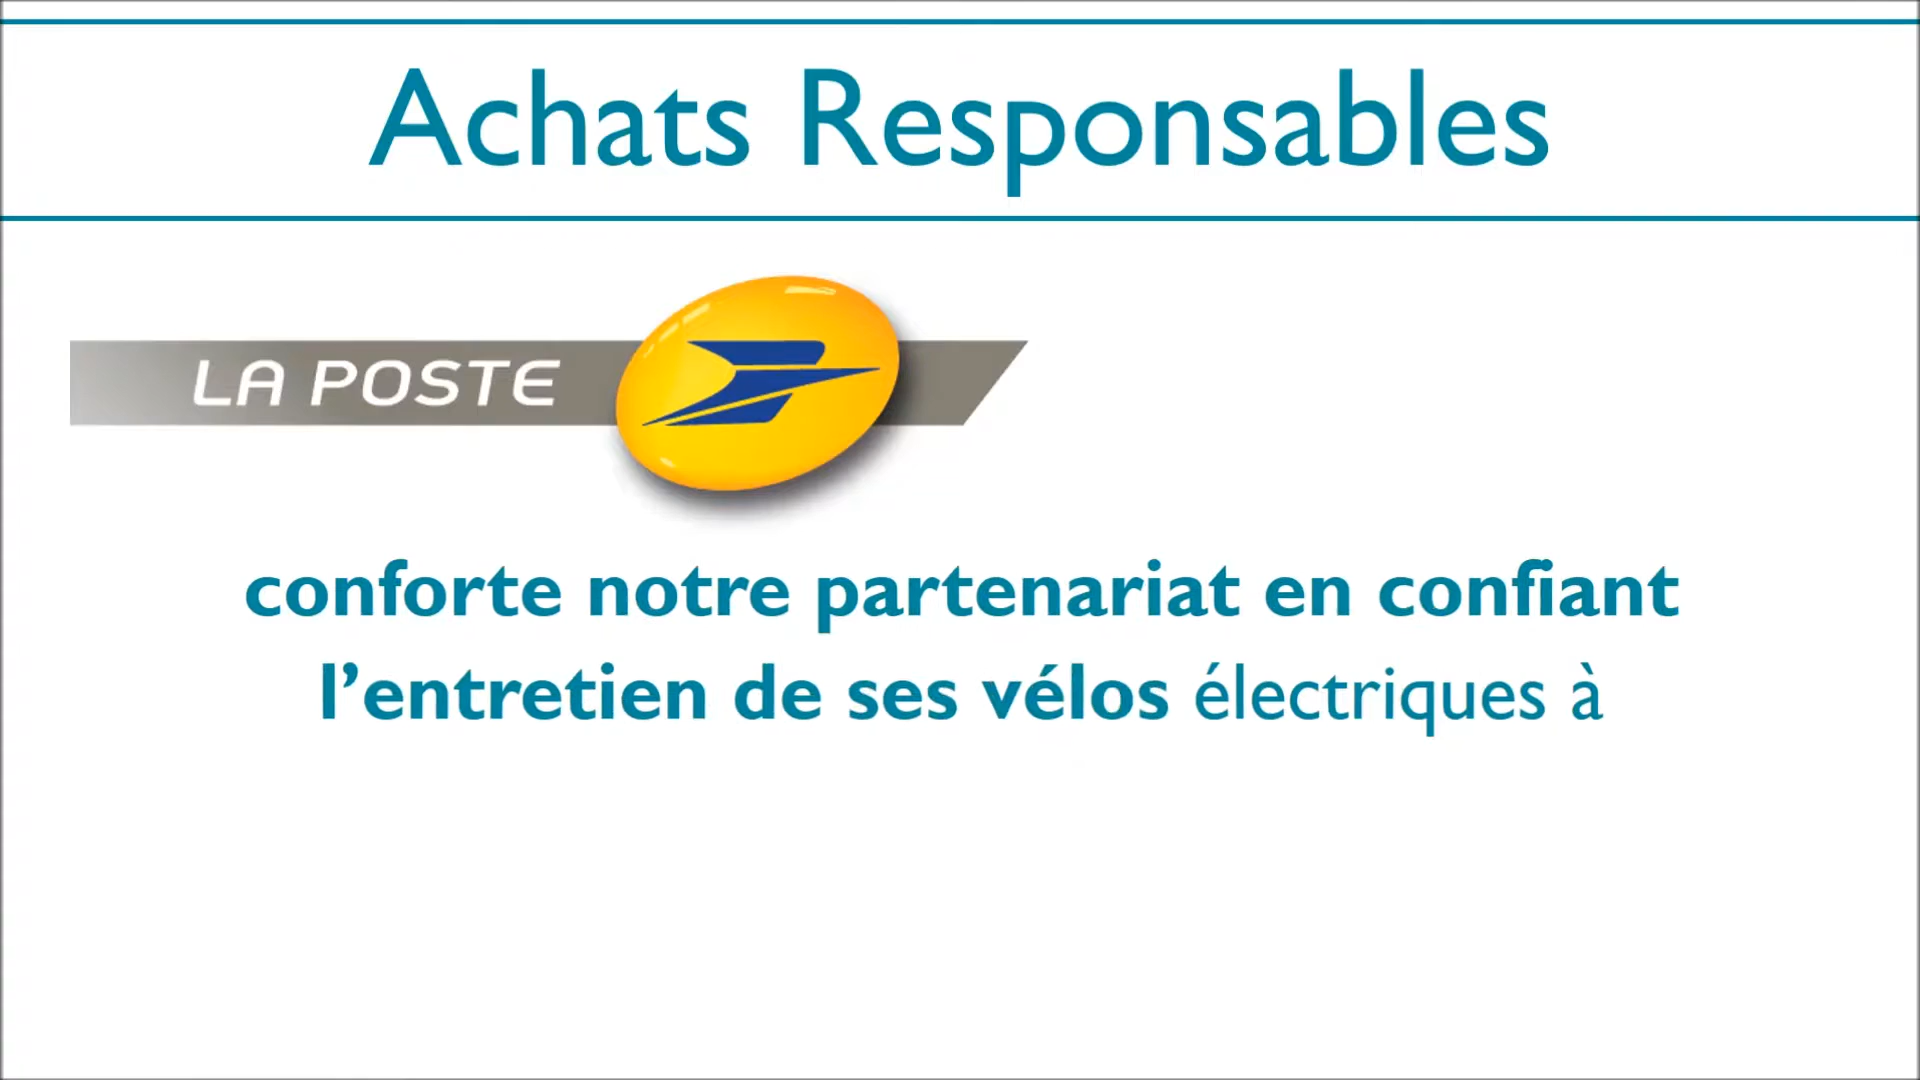 Achats Responsables
LA POSTE
conforte notre partenariat en confiant
l’entretien de ses vélos électriques à